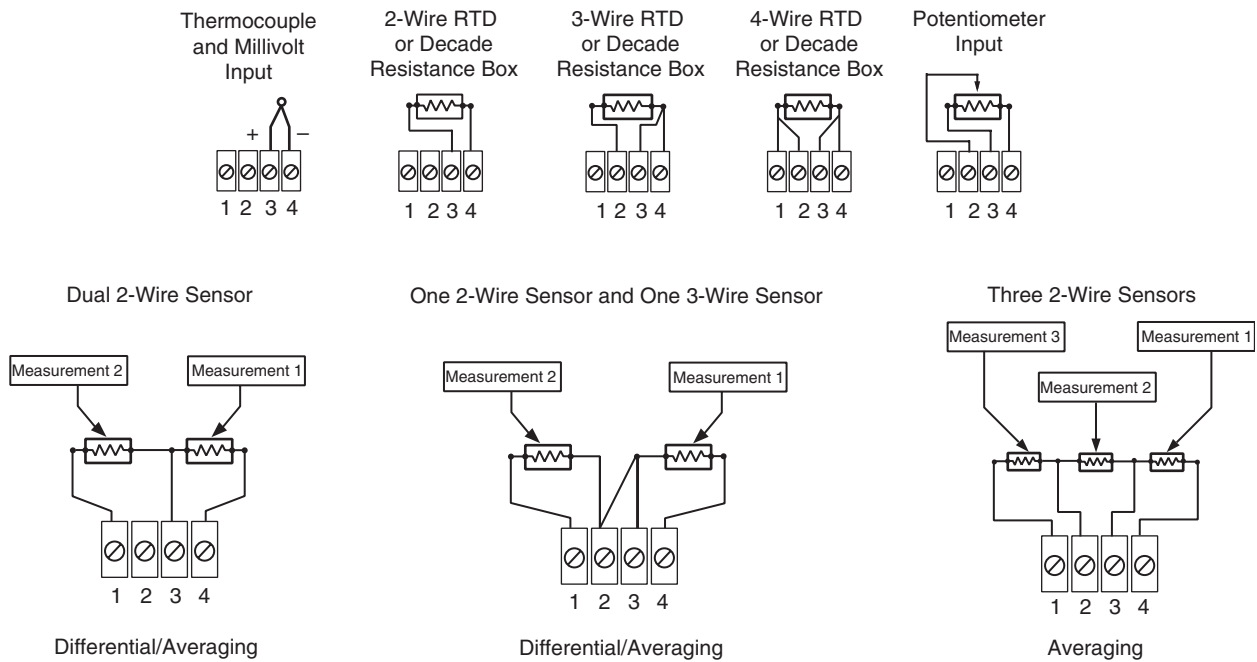 Thermocouple
and Millivolt
Input
+ −
1 2 3 4
2-Wire RTD
or Decade
Resistance Box
1 2 3 4
3-Wire RTD
or Decade
Resistance Box
1 2 3 4
4-Wire RTD
or Decade
Resistance Box
1 2 3 4
Potentiometer
Input
1 2 3 4
Dual 2-Wire Sensor
Measurement 2
Measurement 1
1 2 3 4
Differential/Averaging
One 2-Wire Sensor and One 3-Wire Sensor
Measurement 2
Measurement 1
1 2 3 4
Differential/Averaging
Three 2-Wire Sensors
Measurement 3
Measurement 1
Measurement 2
1 2 3 4
Averaging